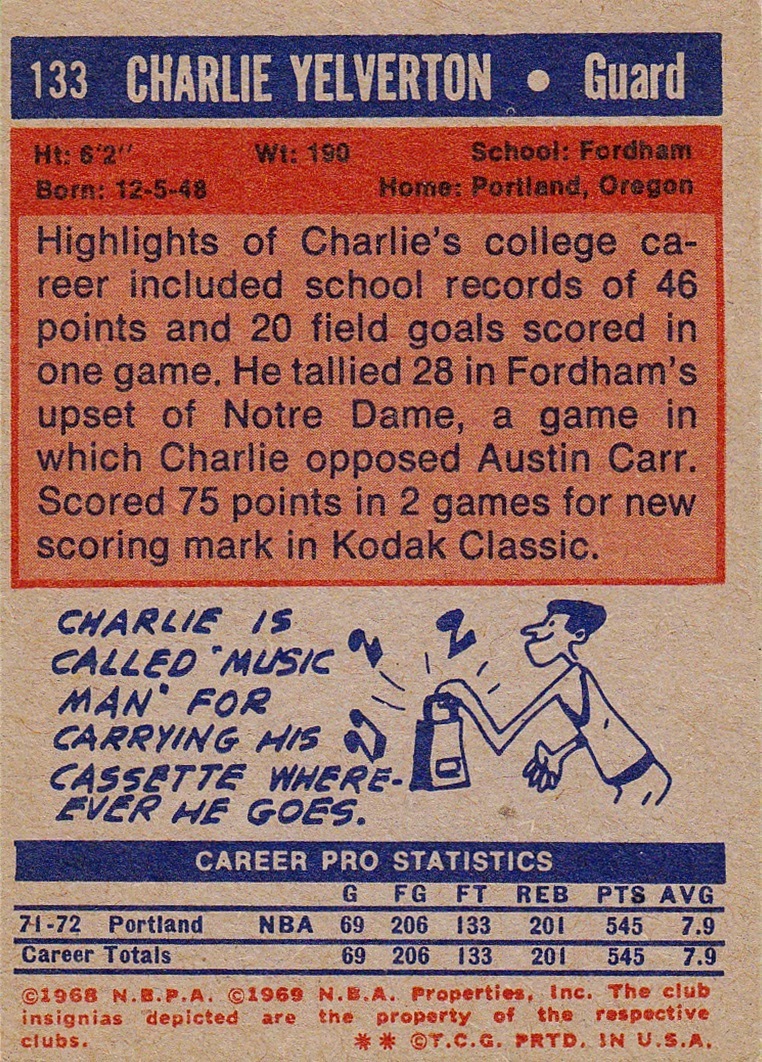 133 CHARLIE YELVERTON • Guard
Ht: 6'2" Wt: 190 School: Fordham
Born: 12-5-48 Home: Portland, Oregon
Highlights of Charlie's college ca-
reer included school records of 46
points and 20 field goals scored in
one game. He tallied 28 in Fordham's
upset of Notre Dame, a game in
which Charlie opposed Austin Carr.
Scored 75 points in 2 games for new
scoring mark in Kodak Classic.
CHARLIE IS
CALLED "MUSIC
MAN" FOR
CARRYING HIS
CASSETTE WHERE-
EVER HE GOES.
CAREER PRO STATISTICS
G FG FT REB PTS AVG
71-72 Portland NBA 69 206 133 201 545 7.9
Career Totals 69 206 133 201 545 7.9
©1968 N.B.P.A. ©1969 N.B.A. Properties, Inc. The club
insignias depicted are the property of the respective
clubs. ** ©T.C.G. PRTD. IN U.S.A.